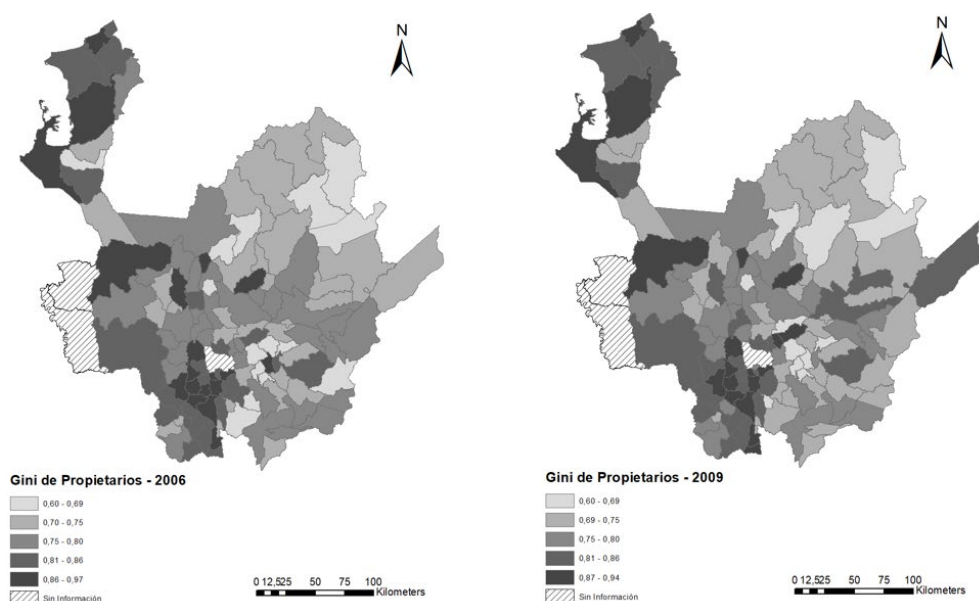 N
N
Gini de Propietarios - 2006
0,60 - 0,69
0,70 - 0,75
0,75 - 0,80
0,81 - 0,86
0,86 - 0,97
Sin Información
0 12,525 50 75 100
Kilometers
Gini de Propietarios - 2009
0,60 - 0,69
0,69 - 0,75
0,75 - 0,80
0,81 - 0,86
0,87 - 0,94
Sin Información
0 12,525 50 75 100
Kilometers